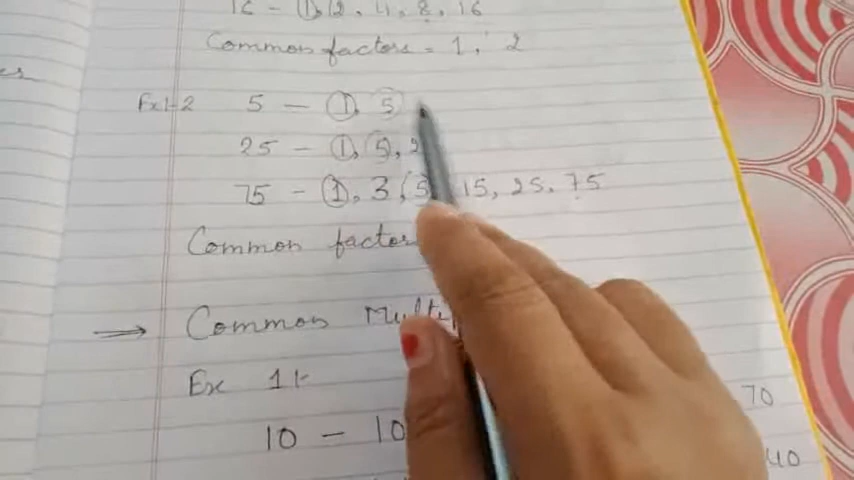 16 - 1, 2, 4, 8, 16
Common factors = 1, 2
Ex:-2 5 - 1, 5
25 - 1, 5,
75 - 1, 3, 5, 15, 25, 75
Common factor
⇒ Common
Ex 1:-
10 - 10
70
40